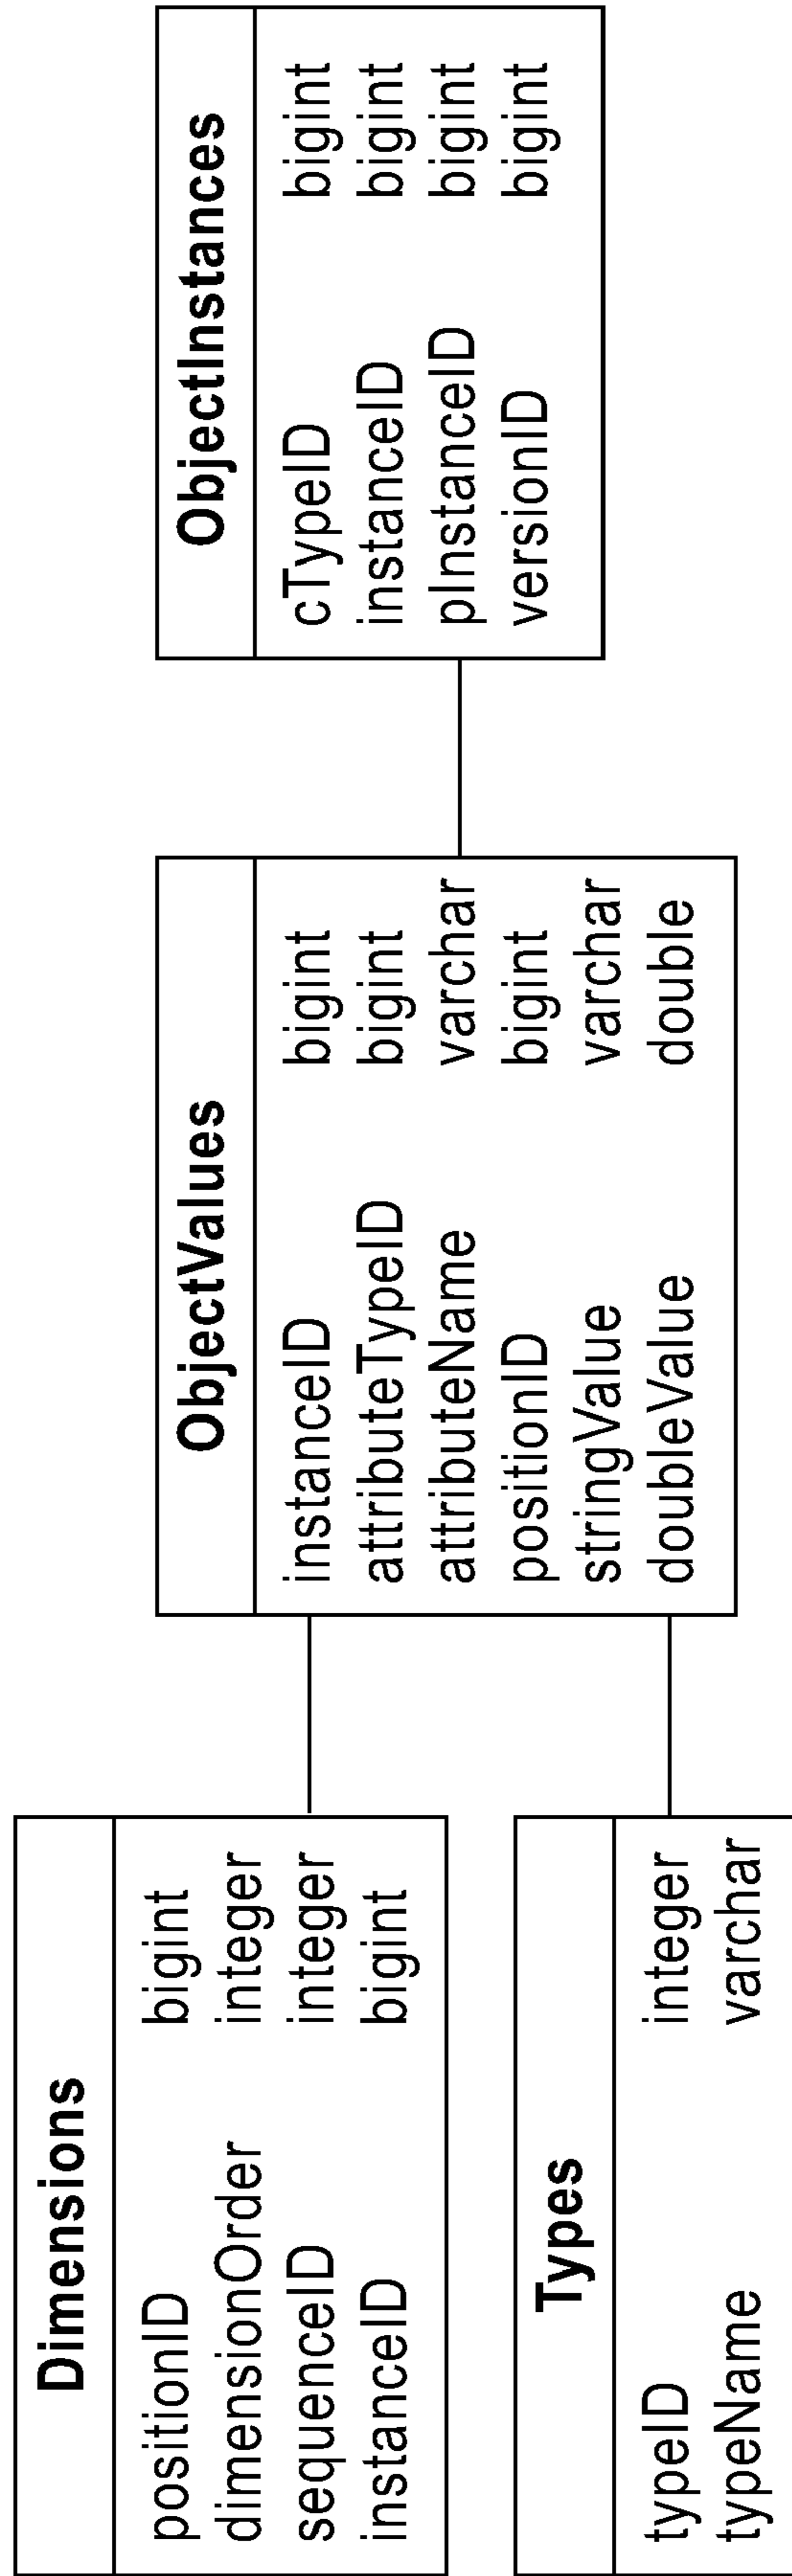 Dimensions
positionID bigint
dimensionOrder integer
sequenceID integer
instanceID bigint
Types
typeID integer
typeName varchar
ObjectValues
instanceID bigint
attributeTypeID bigint
attributeName varchar
positionID bigint
stringValue varchar
doubleValue double
ObjectInstances
cTypeID bigint
instanceID bigint
pInstanceID bigint
versionID bigint